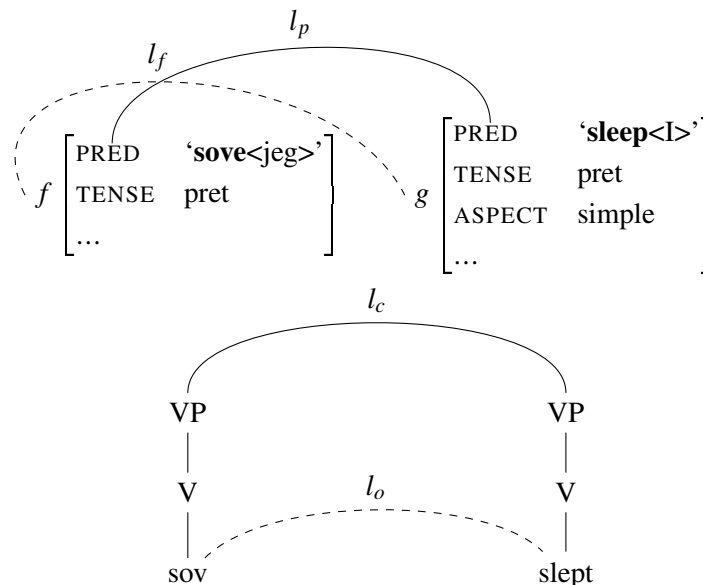 l_p
l_f
f PRED ‘sove<jeg>’ TENSE pret ...
g PRED ‘sleep<I>’ TENSE pret ASPECT simple ...
l_c
VP VP
V V
l_o
sov slept